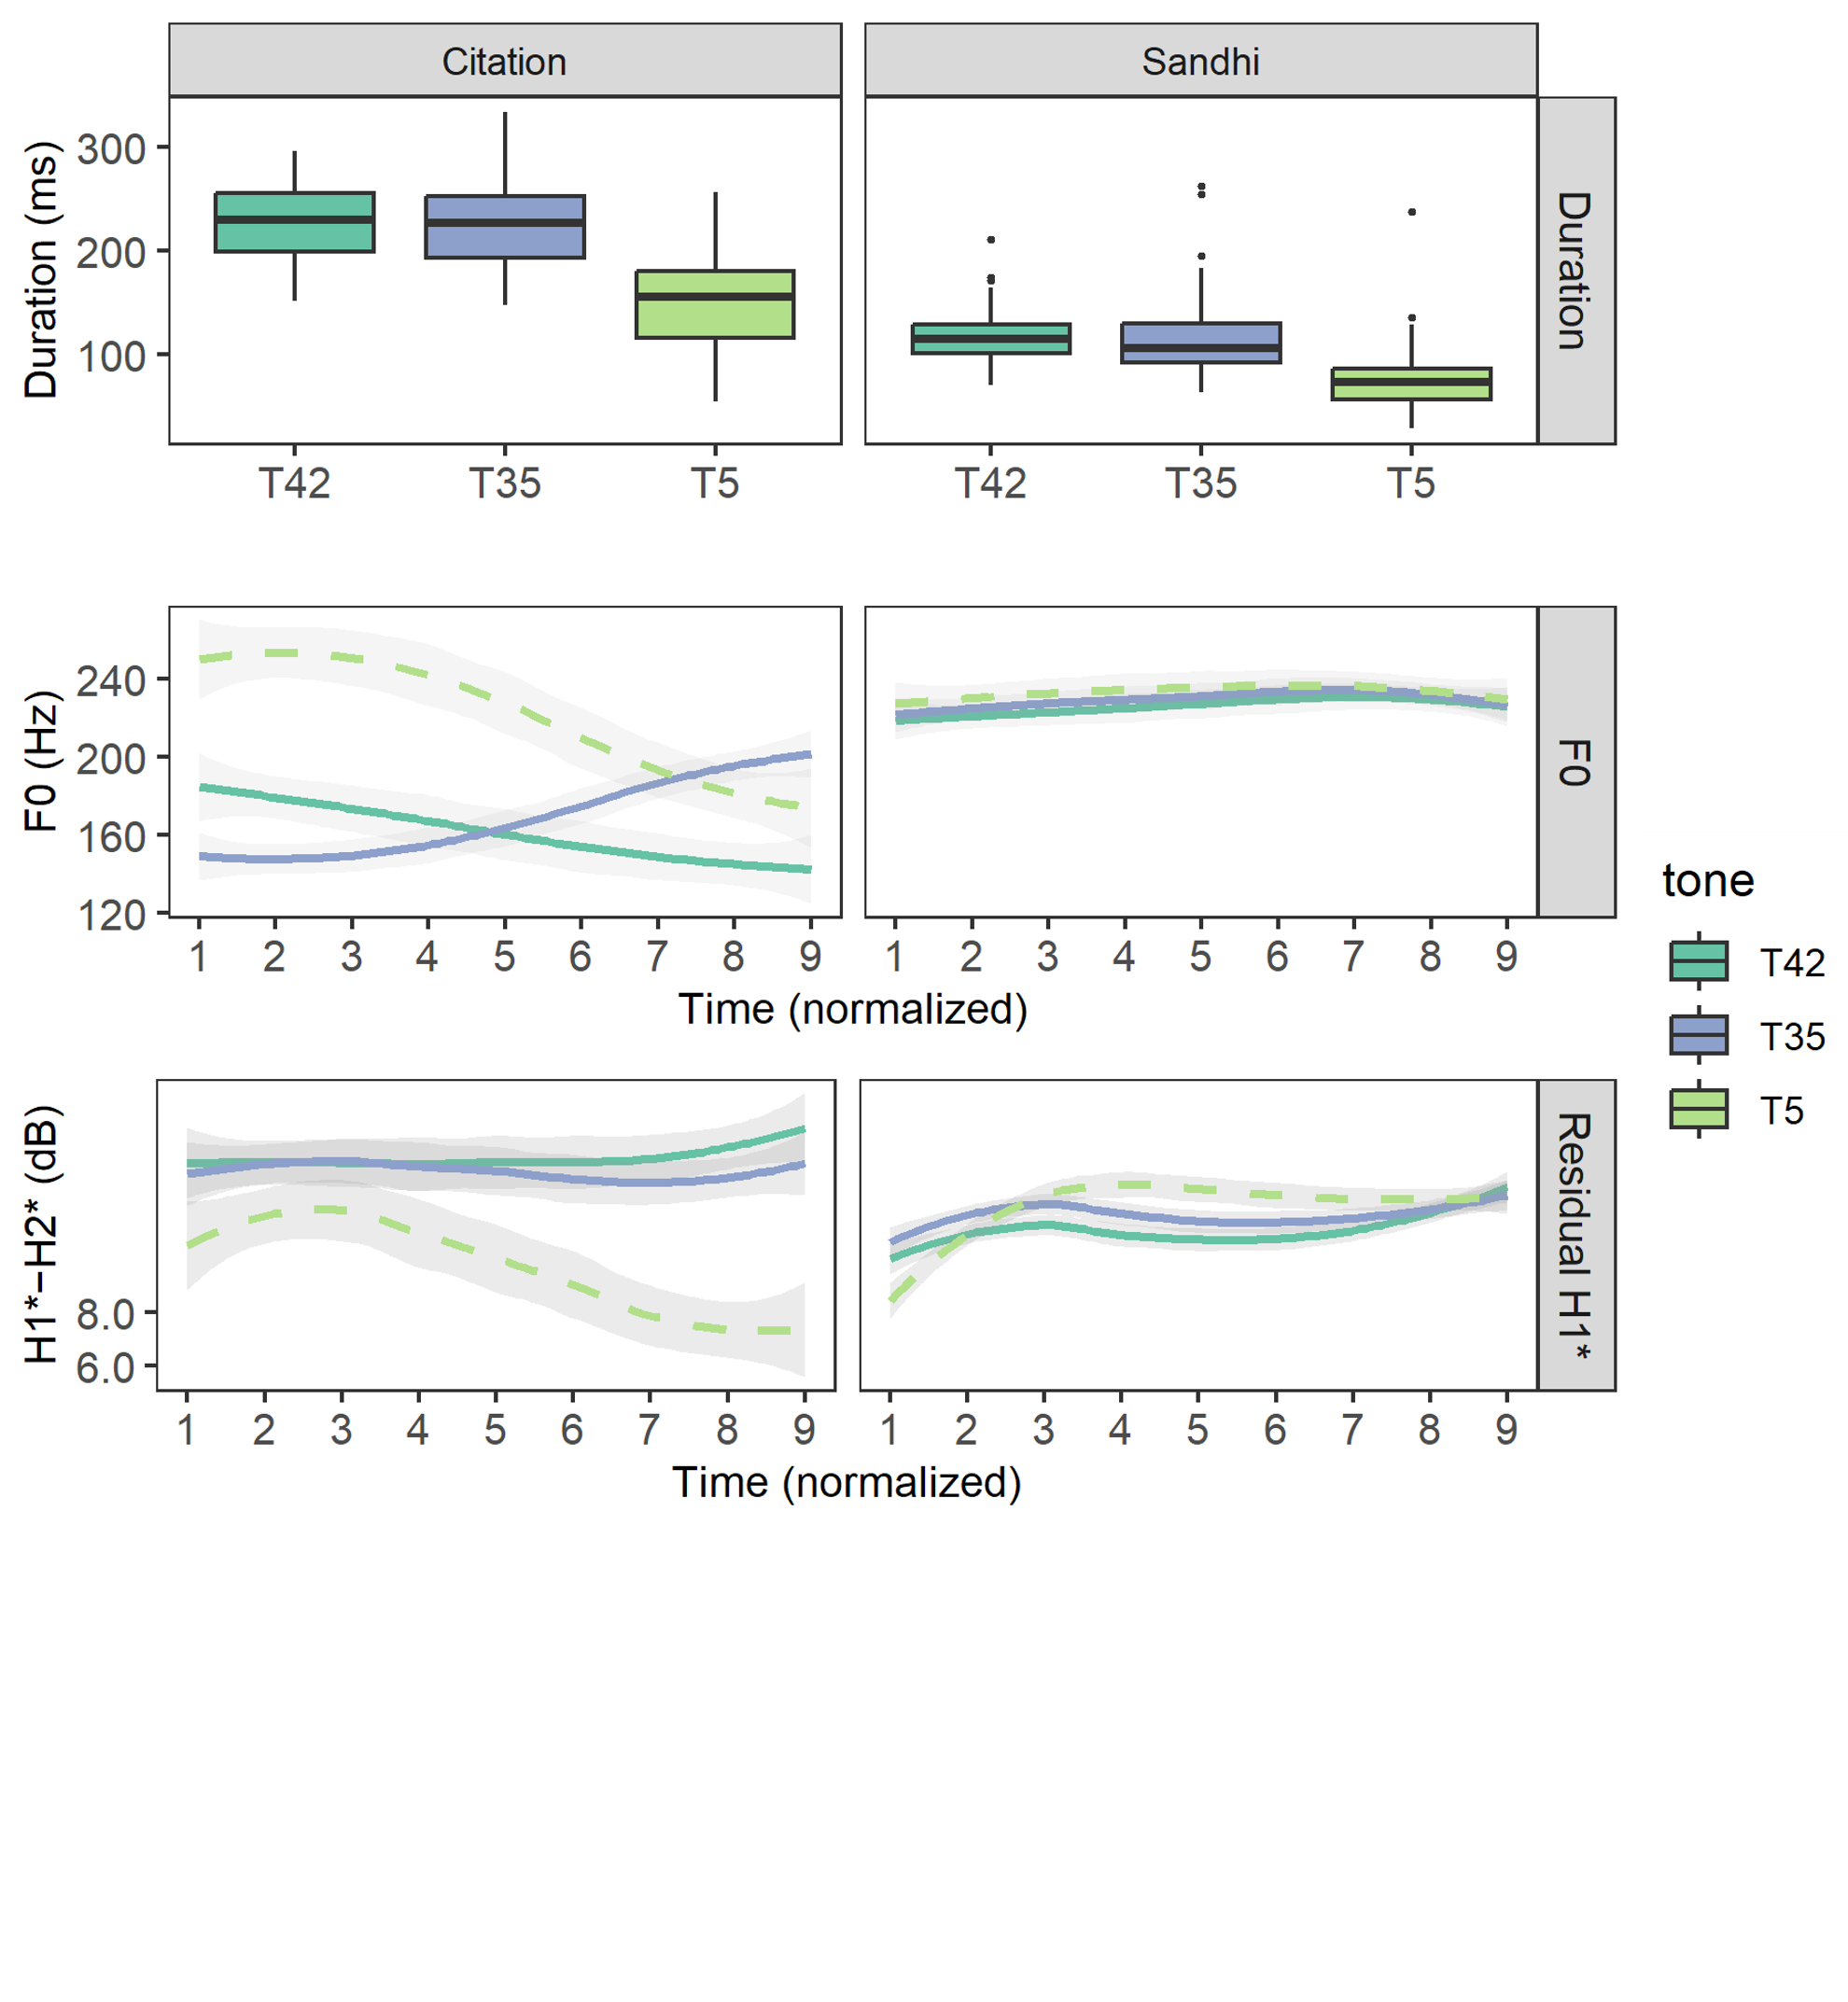 Citation Sandhi
Duration (ms)
300
200
100
Duration
T42 T35 T5 T42 T35 T5
F0 (Hz)
240
200
160
120
F0
1 2 3 4 5 6 7 8 9 1 2 3 4 5 6 7 8 9
Time (normalized)
tone
T42
T35
T5
H1*−H2* (dB)
8.0
6.0
Residual H1*
1 2 3 4 5 6 7 8 9 1 2 3 4 5 6 7 8 9
Time (normalized)